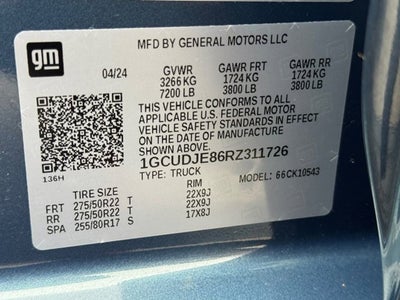 gm
MFD BY GENERAL MOTORS LLC
04/24 GVWR GAWR FRT GAWR RR
3266 KG 1724 KG 1724 KG
7200 LB 3800 LB 3800 LB
THIS VEHICLE CONFORMS TO ALL
APPLICABLE U.S. FEDERAL MOTOR
VEHICLE SAFETY STANDARDS IN EFFECT
ON THE DATE OF MANUFACTURE
SHOWN ABOVE.
1GCUDJE86RZ311726
136H TYPE: TRUCK MODEL: 66CK10543
TIRE SIZE RIM
FRT 275/50R22 T 22X9J
RR 275/50R22 T 22X9J
SPA 255/80R17 S 17X8J